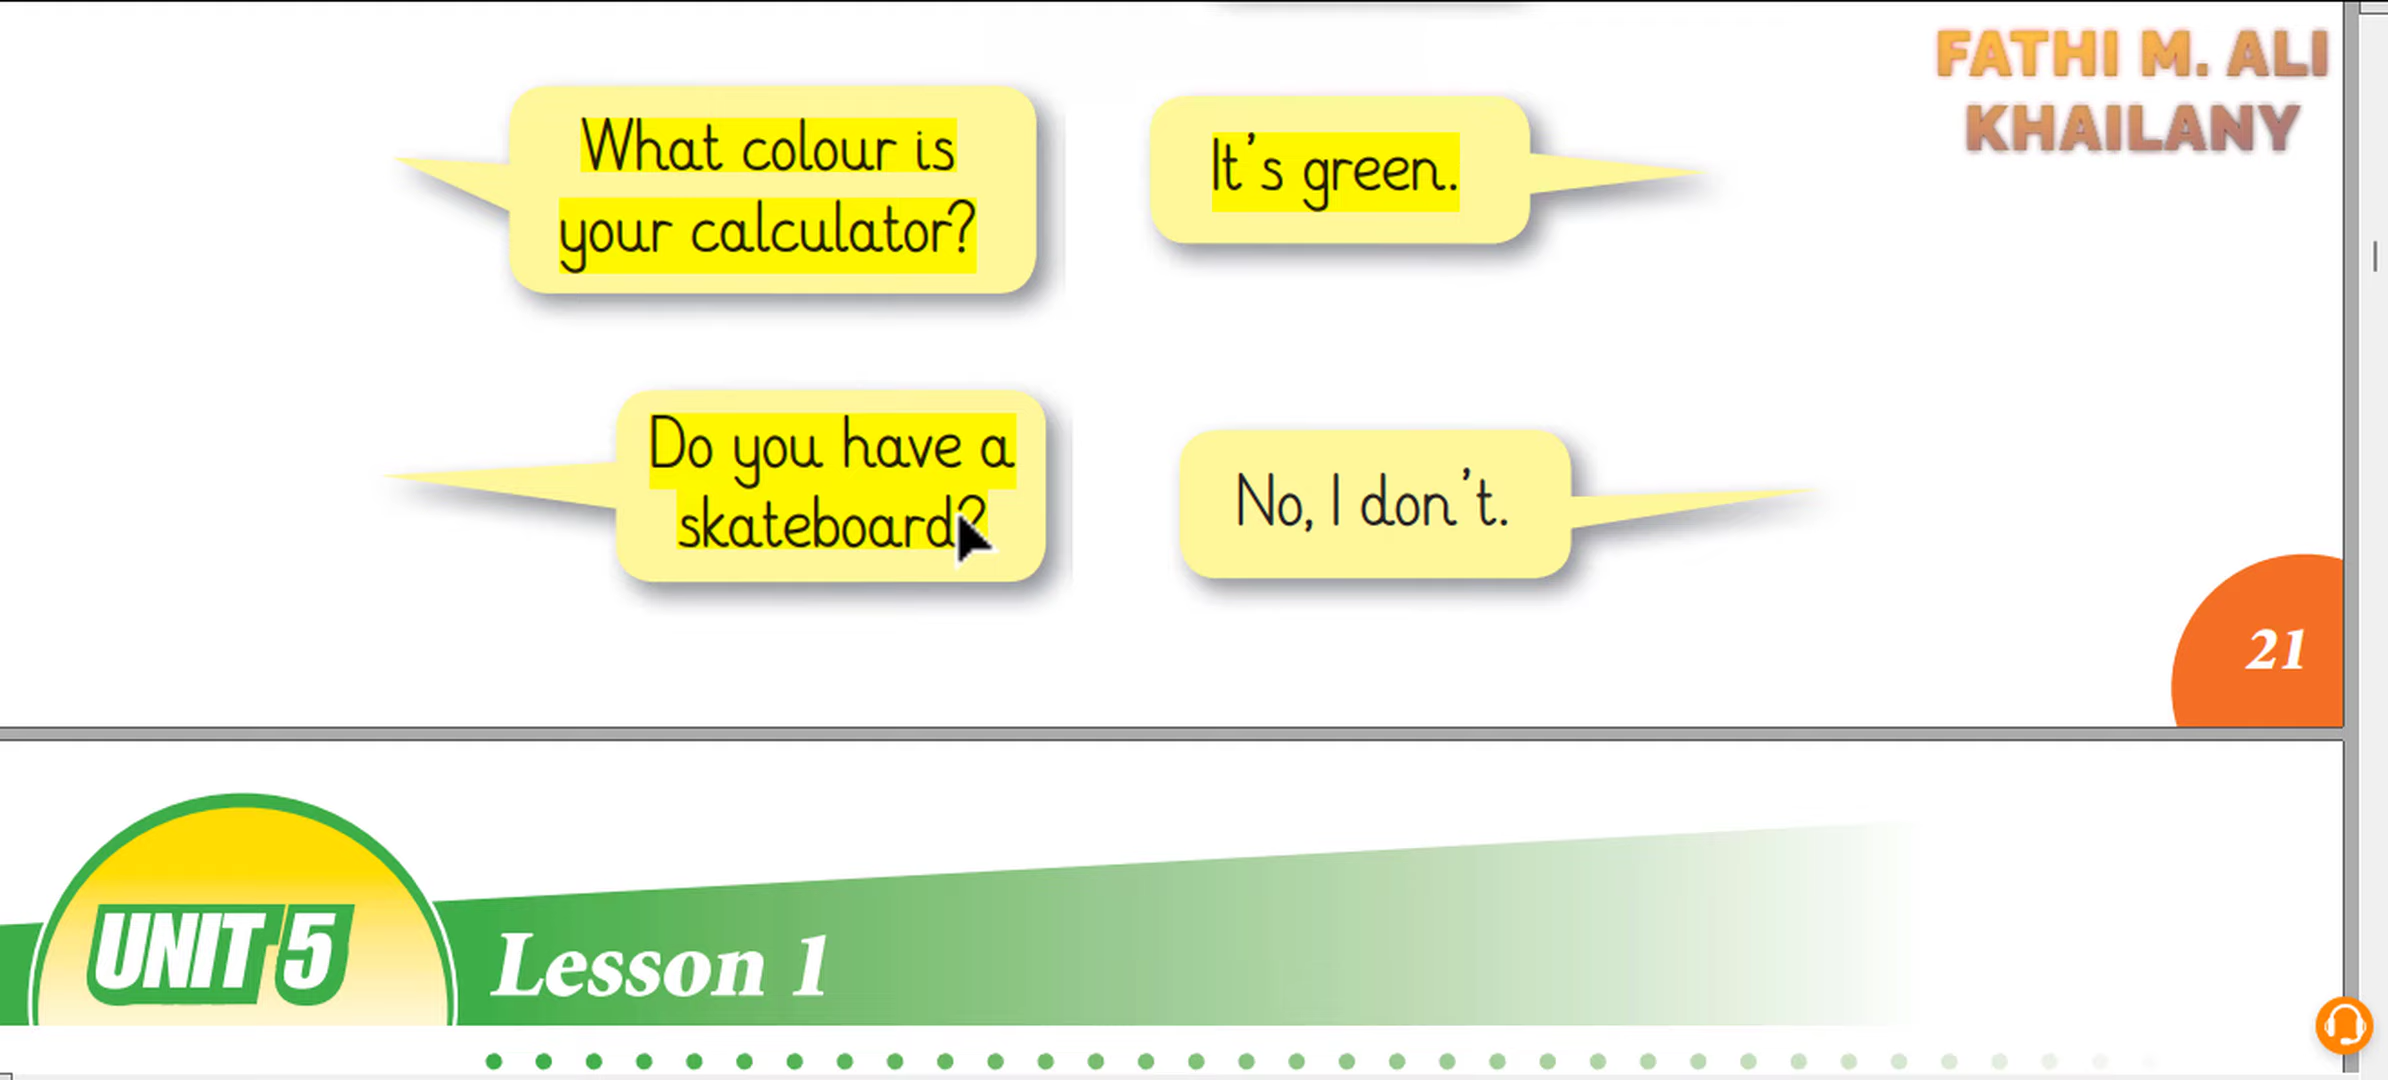 FATHI M. ALI
KHAILANY
What colour is
your calculator?
It's green.
Do you have a
skateboard?
No, I don't.
21
UNIT 5
Lesson 1